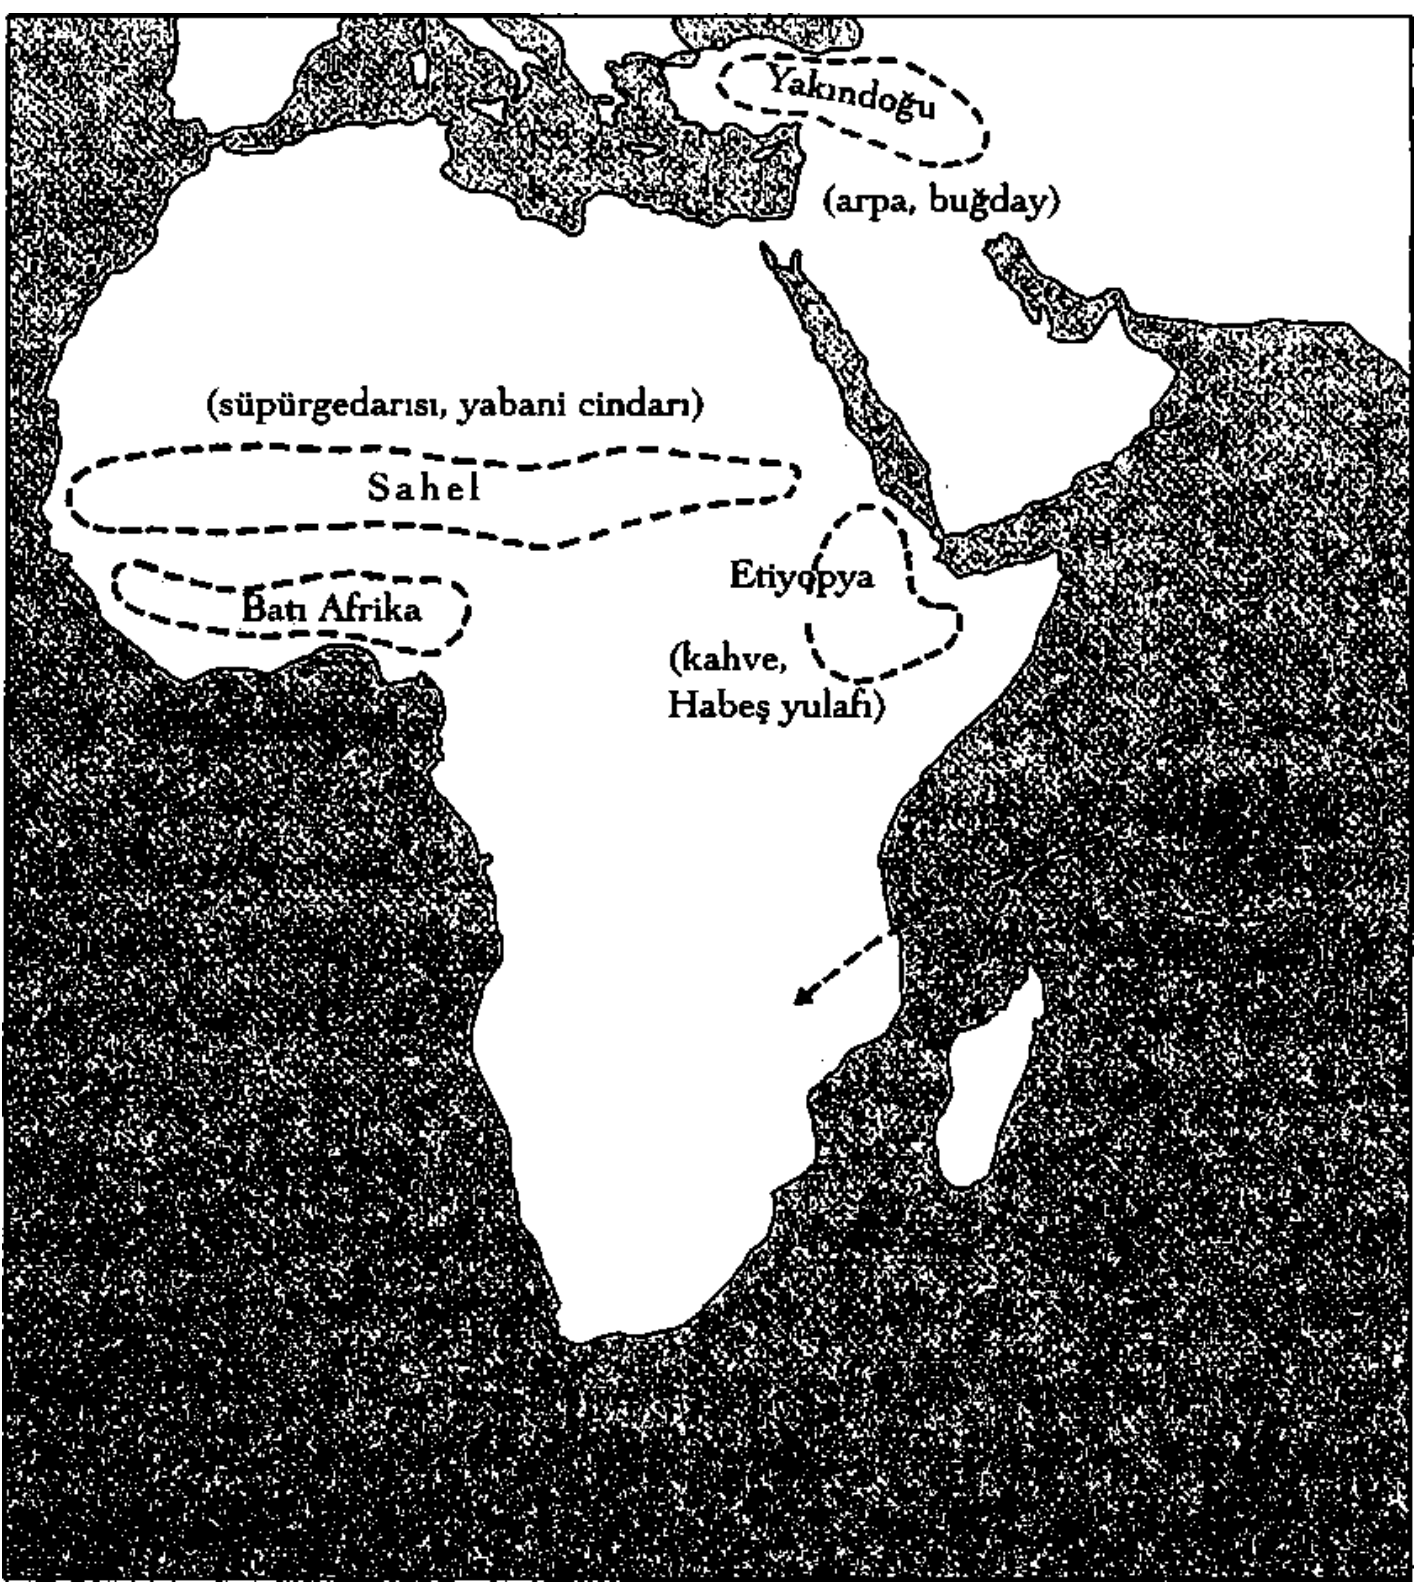 Yakındoğu
(arpa, buğday)
(süpürgedarısı, yabani cindarı)
Sahel
Etiyopya
Batı Afrika
(kahve,
Habeş yulafı)